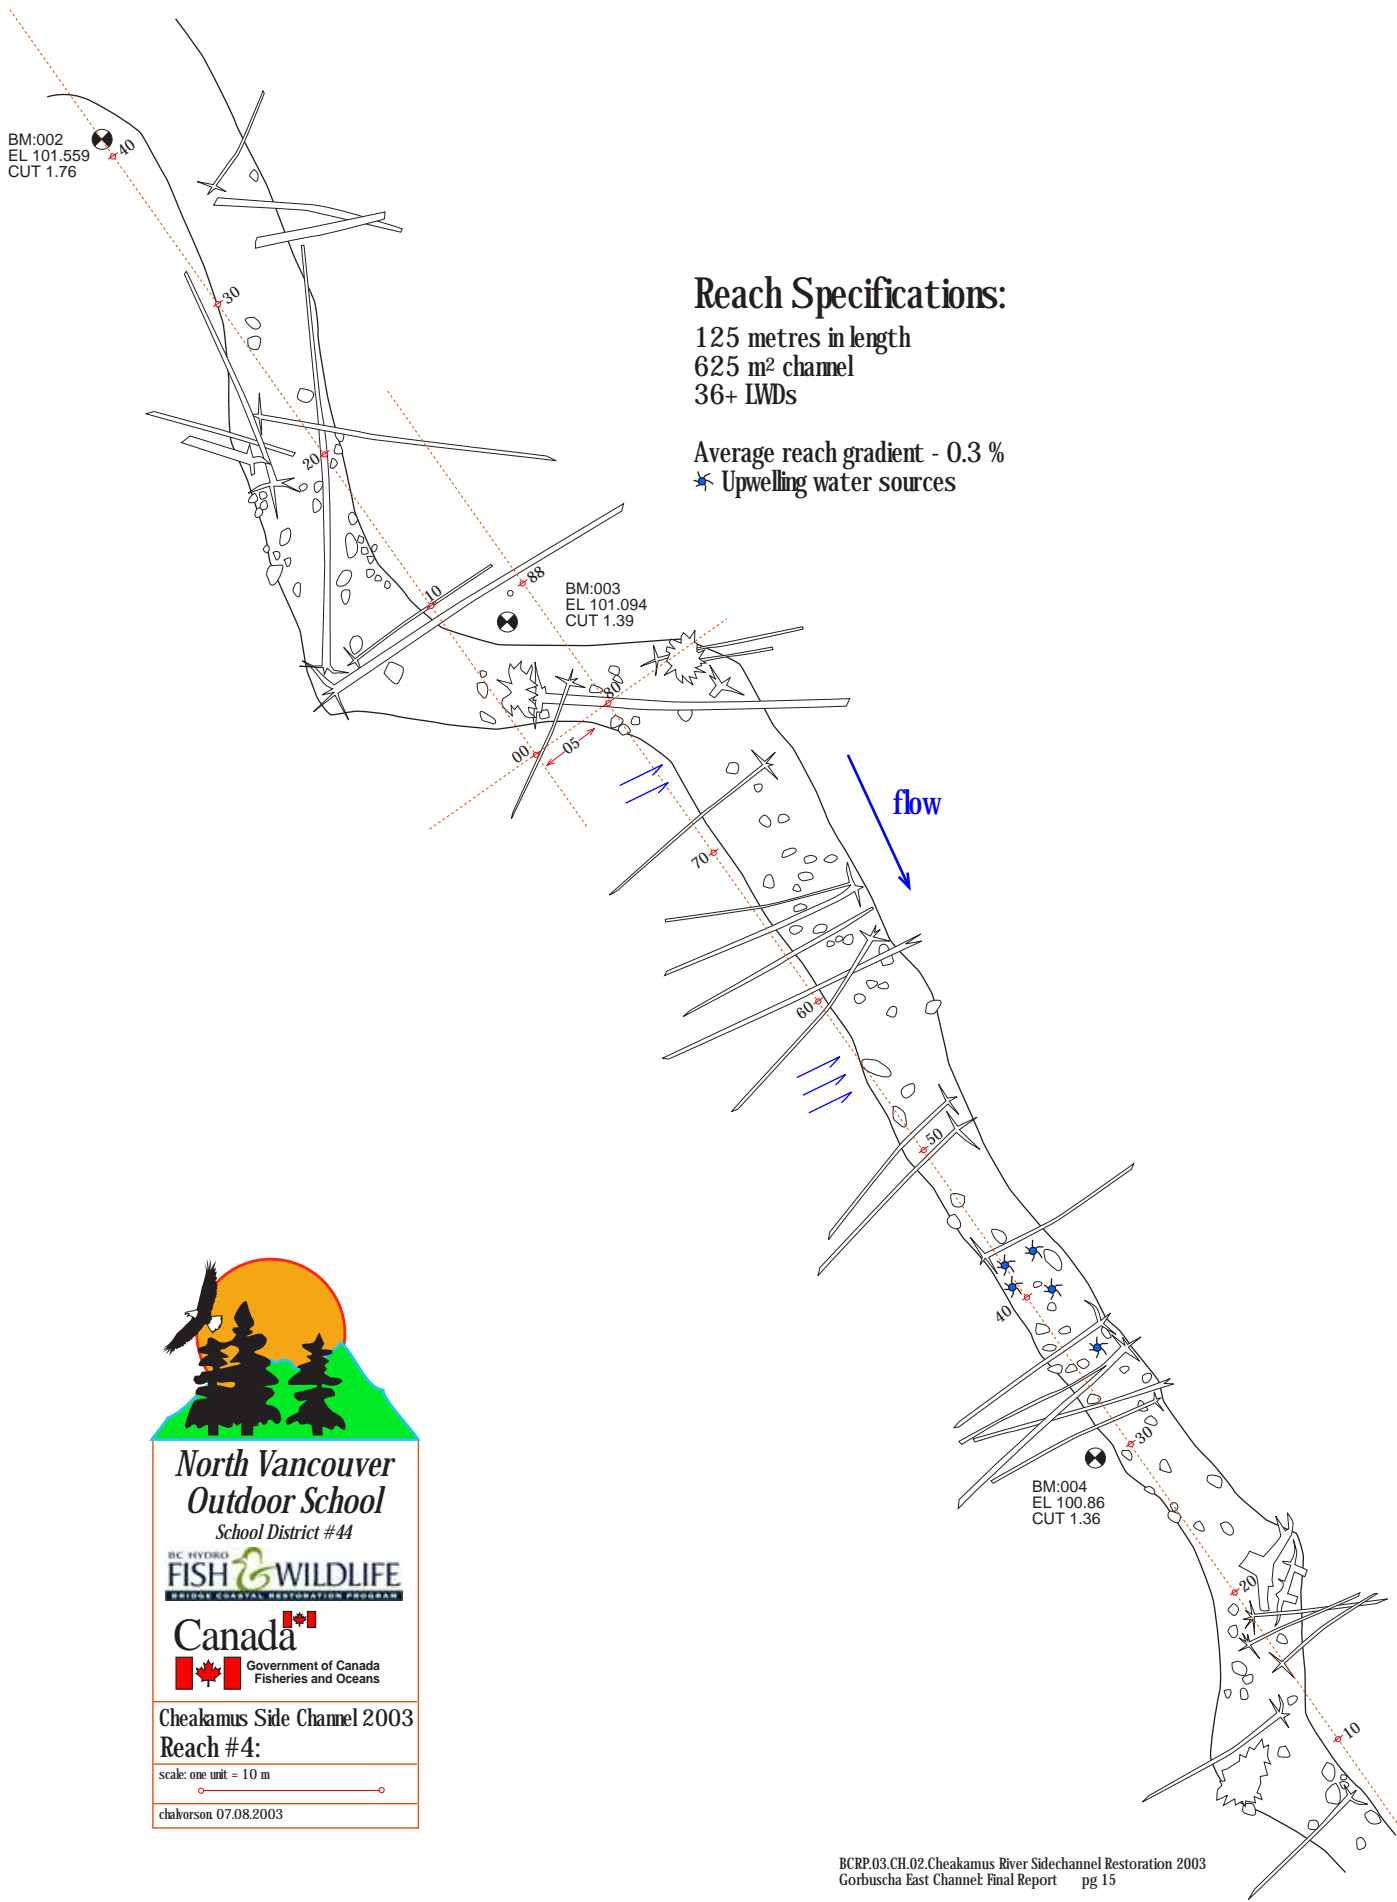 BM:002
EL 101.559
CUT 1.76
40
30
Reach Specifications:
125 metres in length
625 m² channel
36+ LWDs
Average reach gradient - 0.3 %
Upwelling water sources
20
10
88
BM:003
EL 101.094
CUT 1.39
80
00
05
flow
70
60
50
40
30
BM:004
EL 100.86
CUT 1.36
20
10
North Vancouver
Outdoor School
School District #44
BC HYDRO
FISH & WILDLIFE
BRIDGE COASTAL RESTORATION PROGRAM
Canada
Government of Canada
Fisheries and Oceans
Cheakamus Side Channel 2003
Reach #4:
scale: one unit = 10 m
chalvorson. 07.08.2003
BCRP.03.CH.02.Cheakamus River Sidechannel Restoration 2003
Gorbuscha East Channel: Final Report pg 15